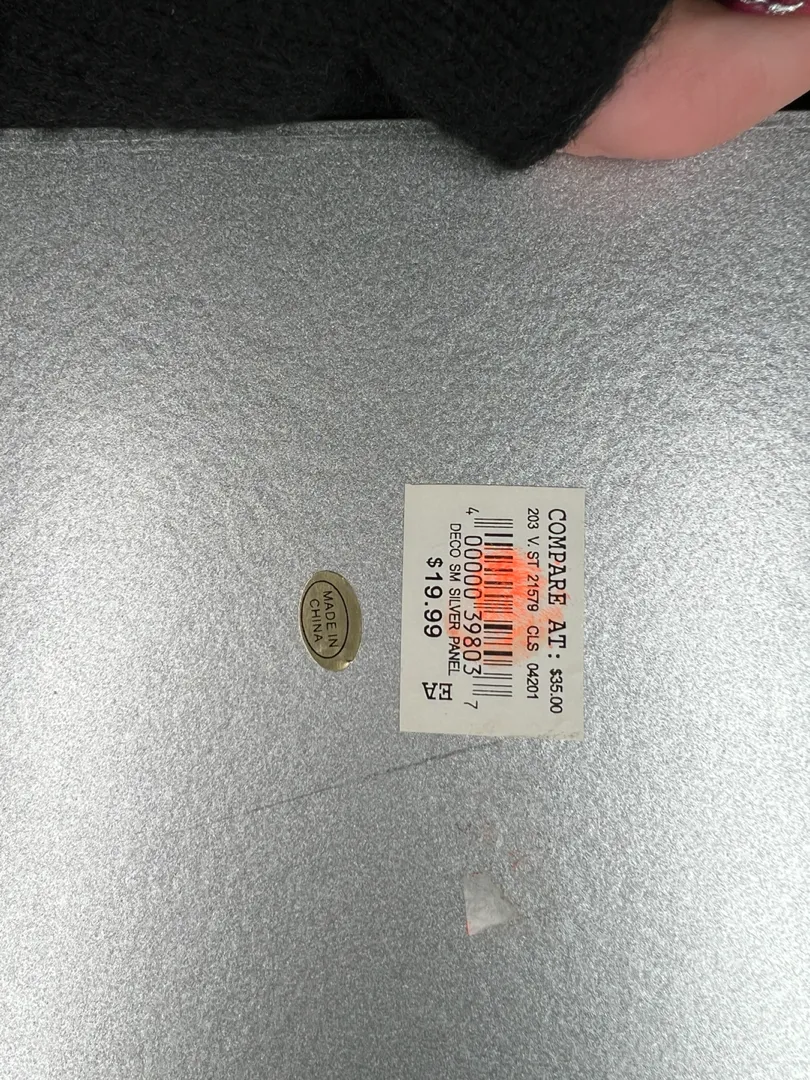 COMPARE AT: $35.00
203 V. ST 21579 CLS 04201
4 00000 39803 7
DECO SM SILVER PANEL
$19.99
EA
MADE IN
CHINA